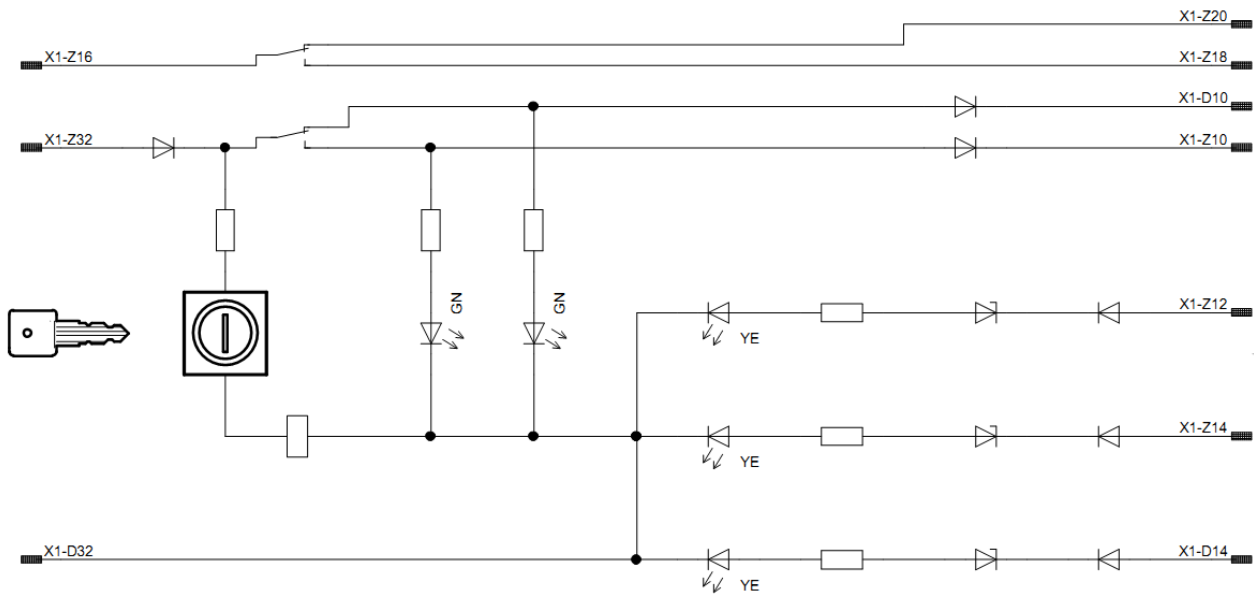 X1-Z20
X1-Z16
X1-Z18
X1-D10
X1-Z32
X1-Z10
GN
GN
X1-Z12
YE
X1-Z14
YE
X1-D32
X1-D14
YE